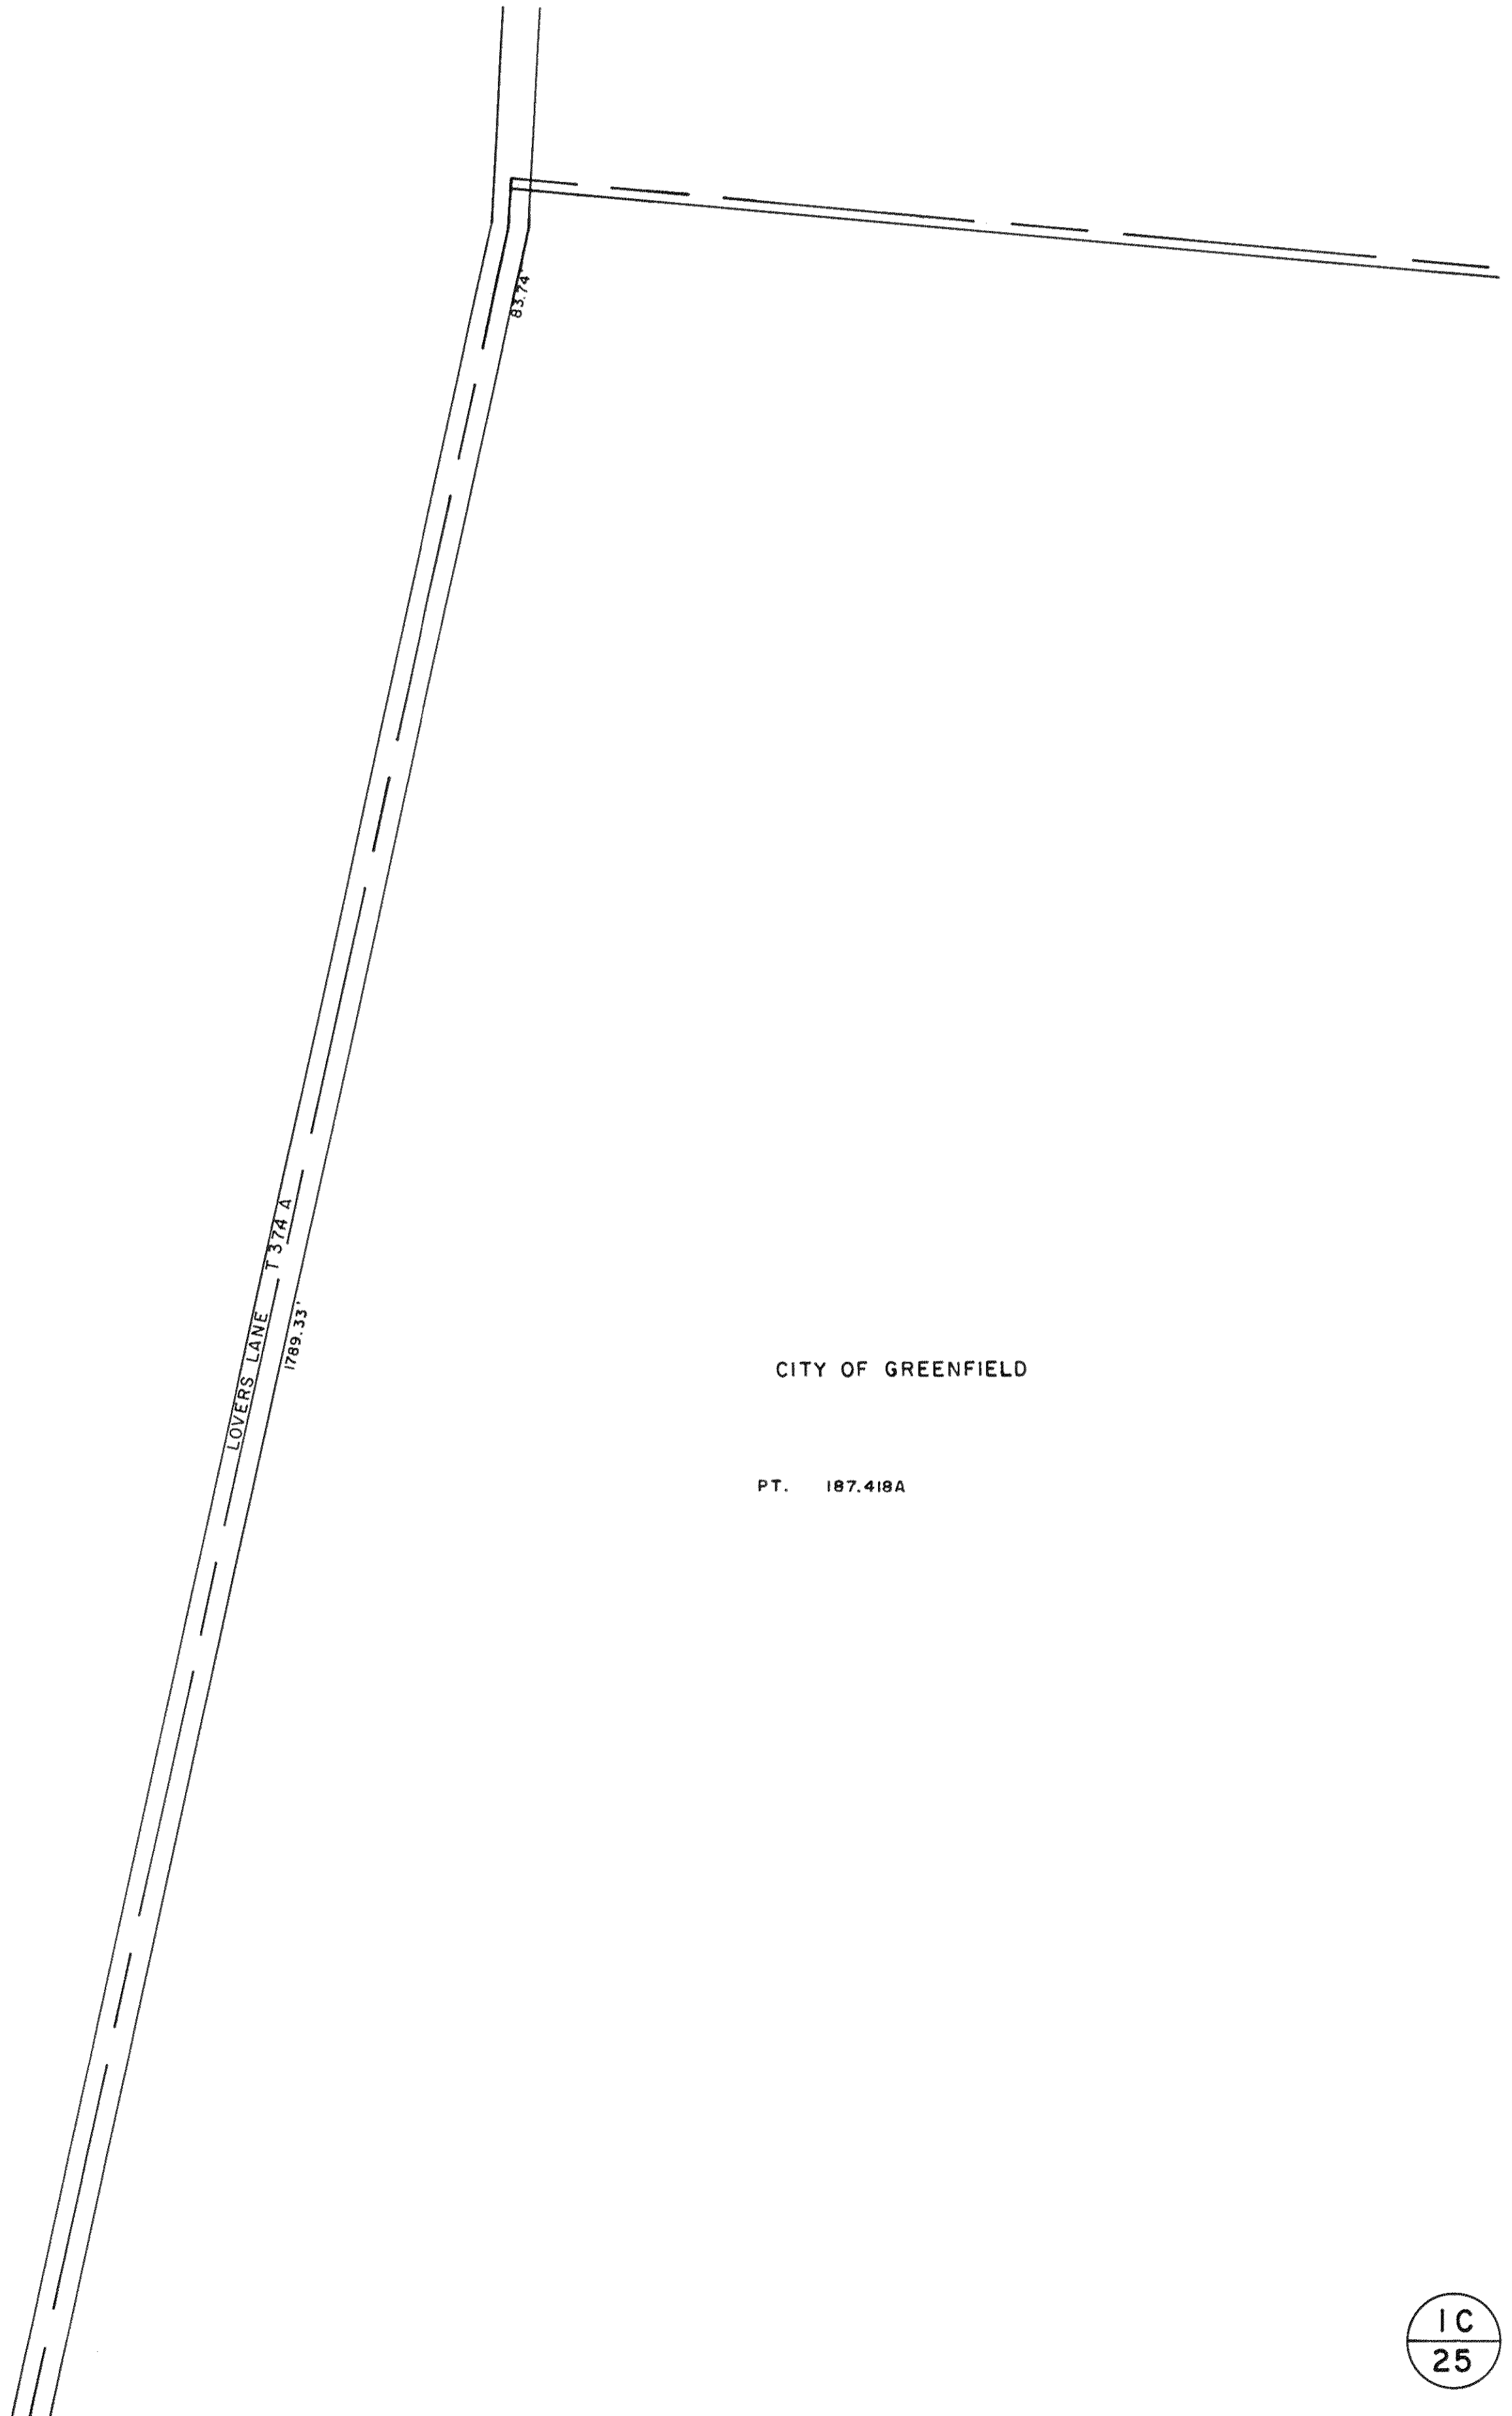 83.74'
LOVERS LANE T 374 A
1789.33'
CITY OF GREENFIELD
PT. 187.418A
1C
25